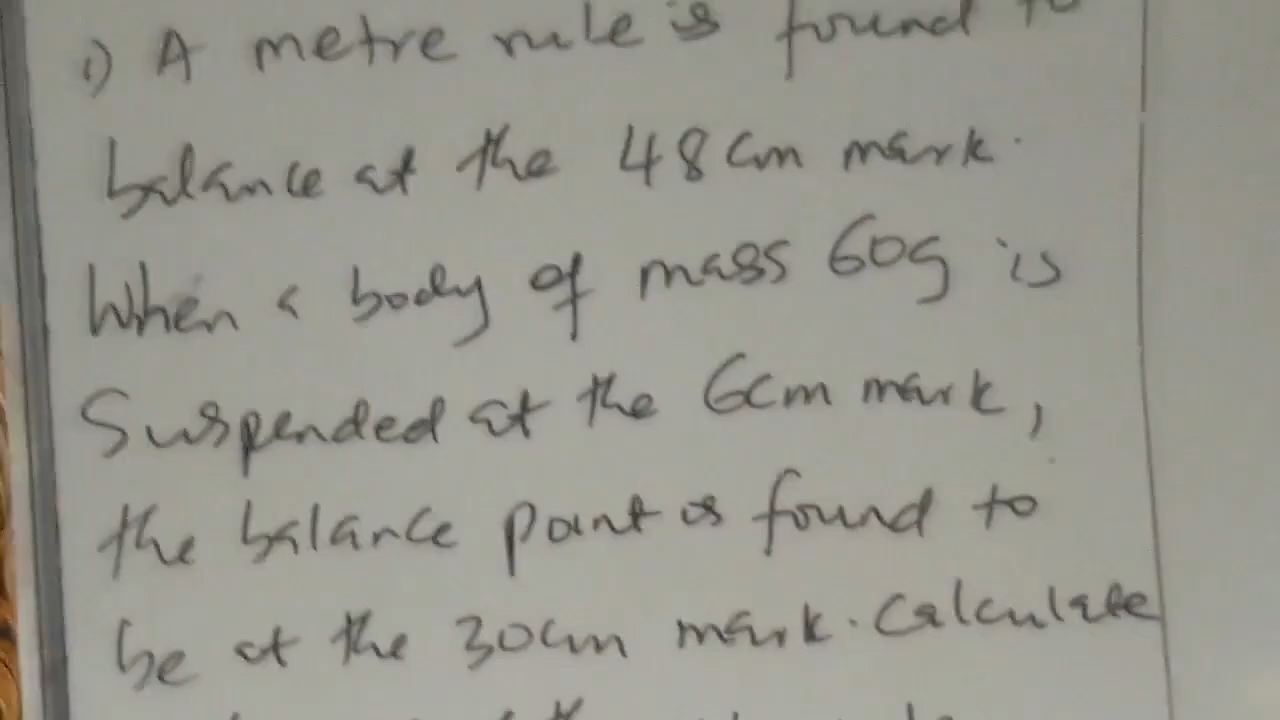 1) A metre rule is found to
balance at the 48cm mark.
When a body of mass 60g is
Suspended at the 6cm mark,
the balance point is found to
be at the 30cm mark. Calculate